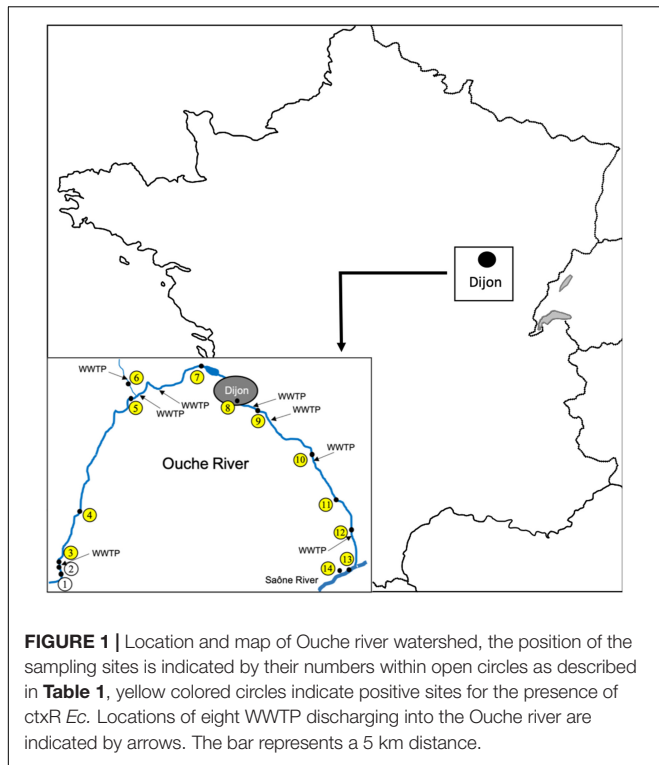 Dijon
WWTP
6
7
5
WWTP
WWTP
Dijon
8
WWTP
9
WWTP
Ouche River
10
WWTP
4
11
12
3
WWTP
WWTP
2
13
14
1
Saône River
FIGURE 1 | Location and map of Ouche river watershed, the position of the
sampling sites is indicated by their numbers within open circles as described
in Table 1, yellow colored circles indicate positive sites for the presence of
ctxR Ec. Locations of eight WWTP discharging into the Ouche river are
indicated by arrows. The bar represents a 5 km distance.